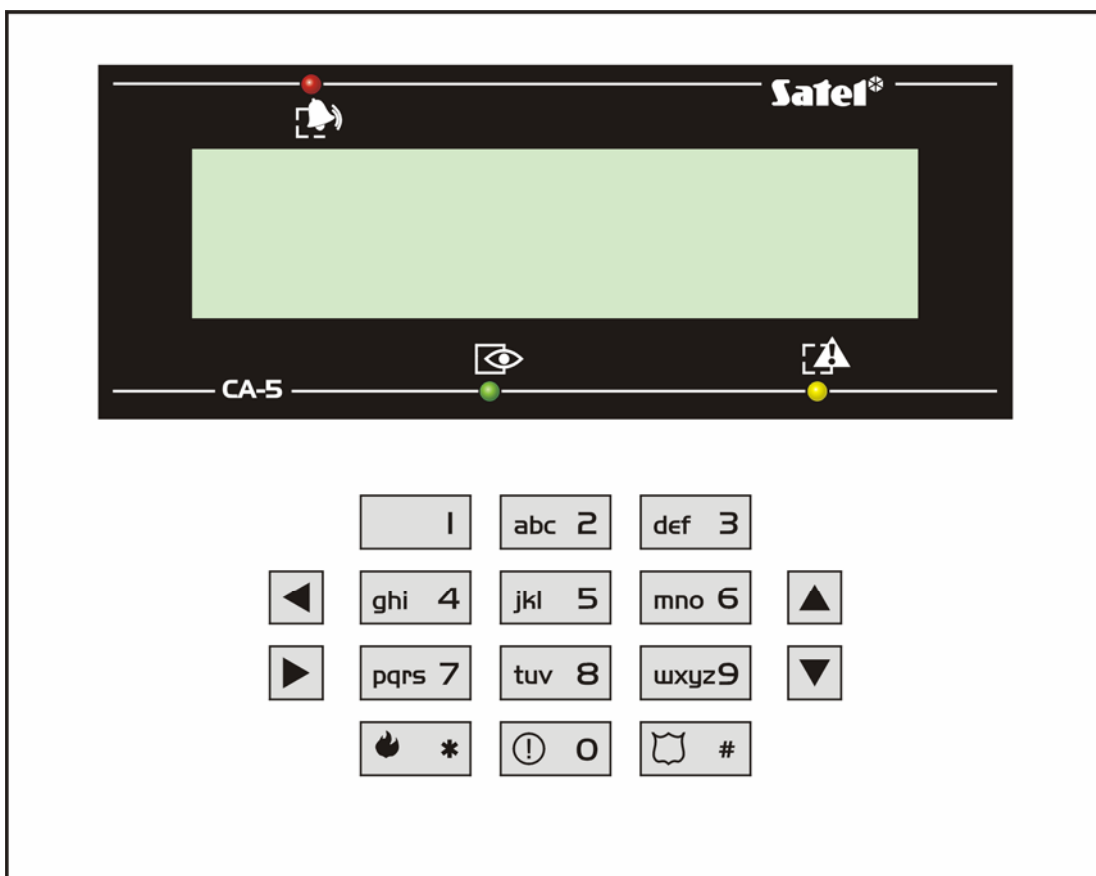 Satel
CA-5
1 abc 2 def 3
ghi 4 jkl 5 mno 6
pqrs 7 tuv 8 wxyz9
* 0 #